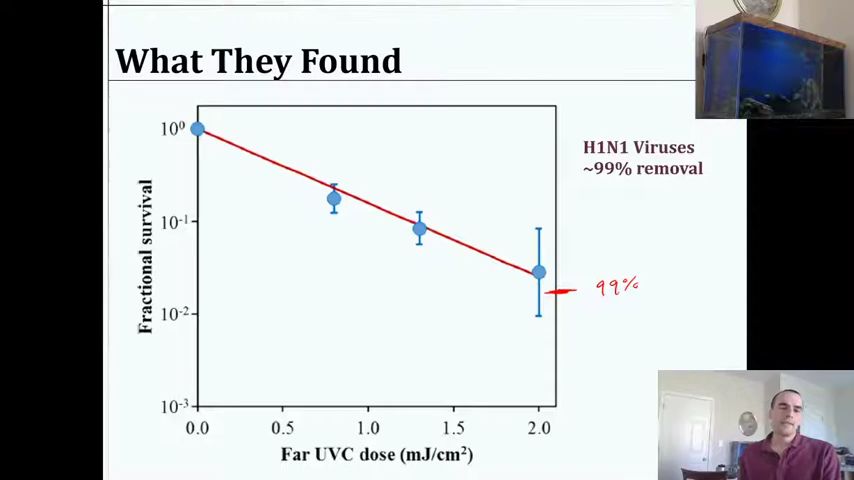 What They Found
H1N1 Viruses
~99% removal
10⁰
10⁻¹
10⁻²
10⁻³
Fractional survival
99%
0.0 0.5 1.0 1.5 2.0
Far UVC dose (mJ/cm²)